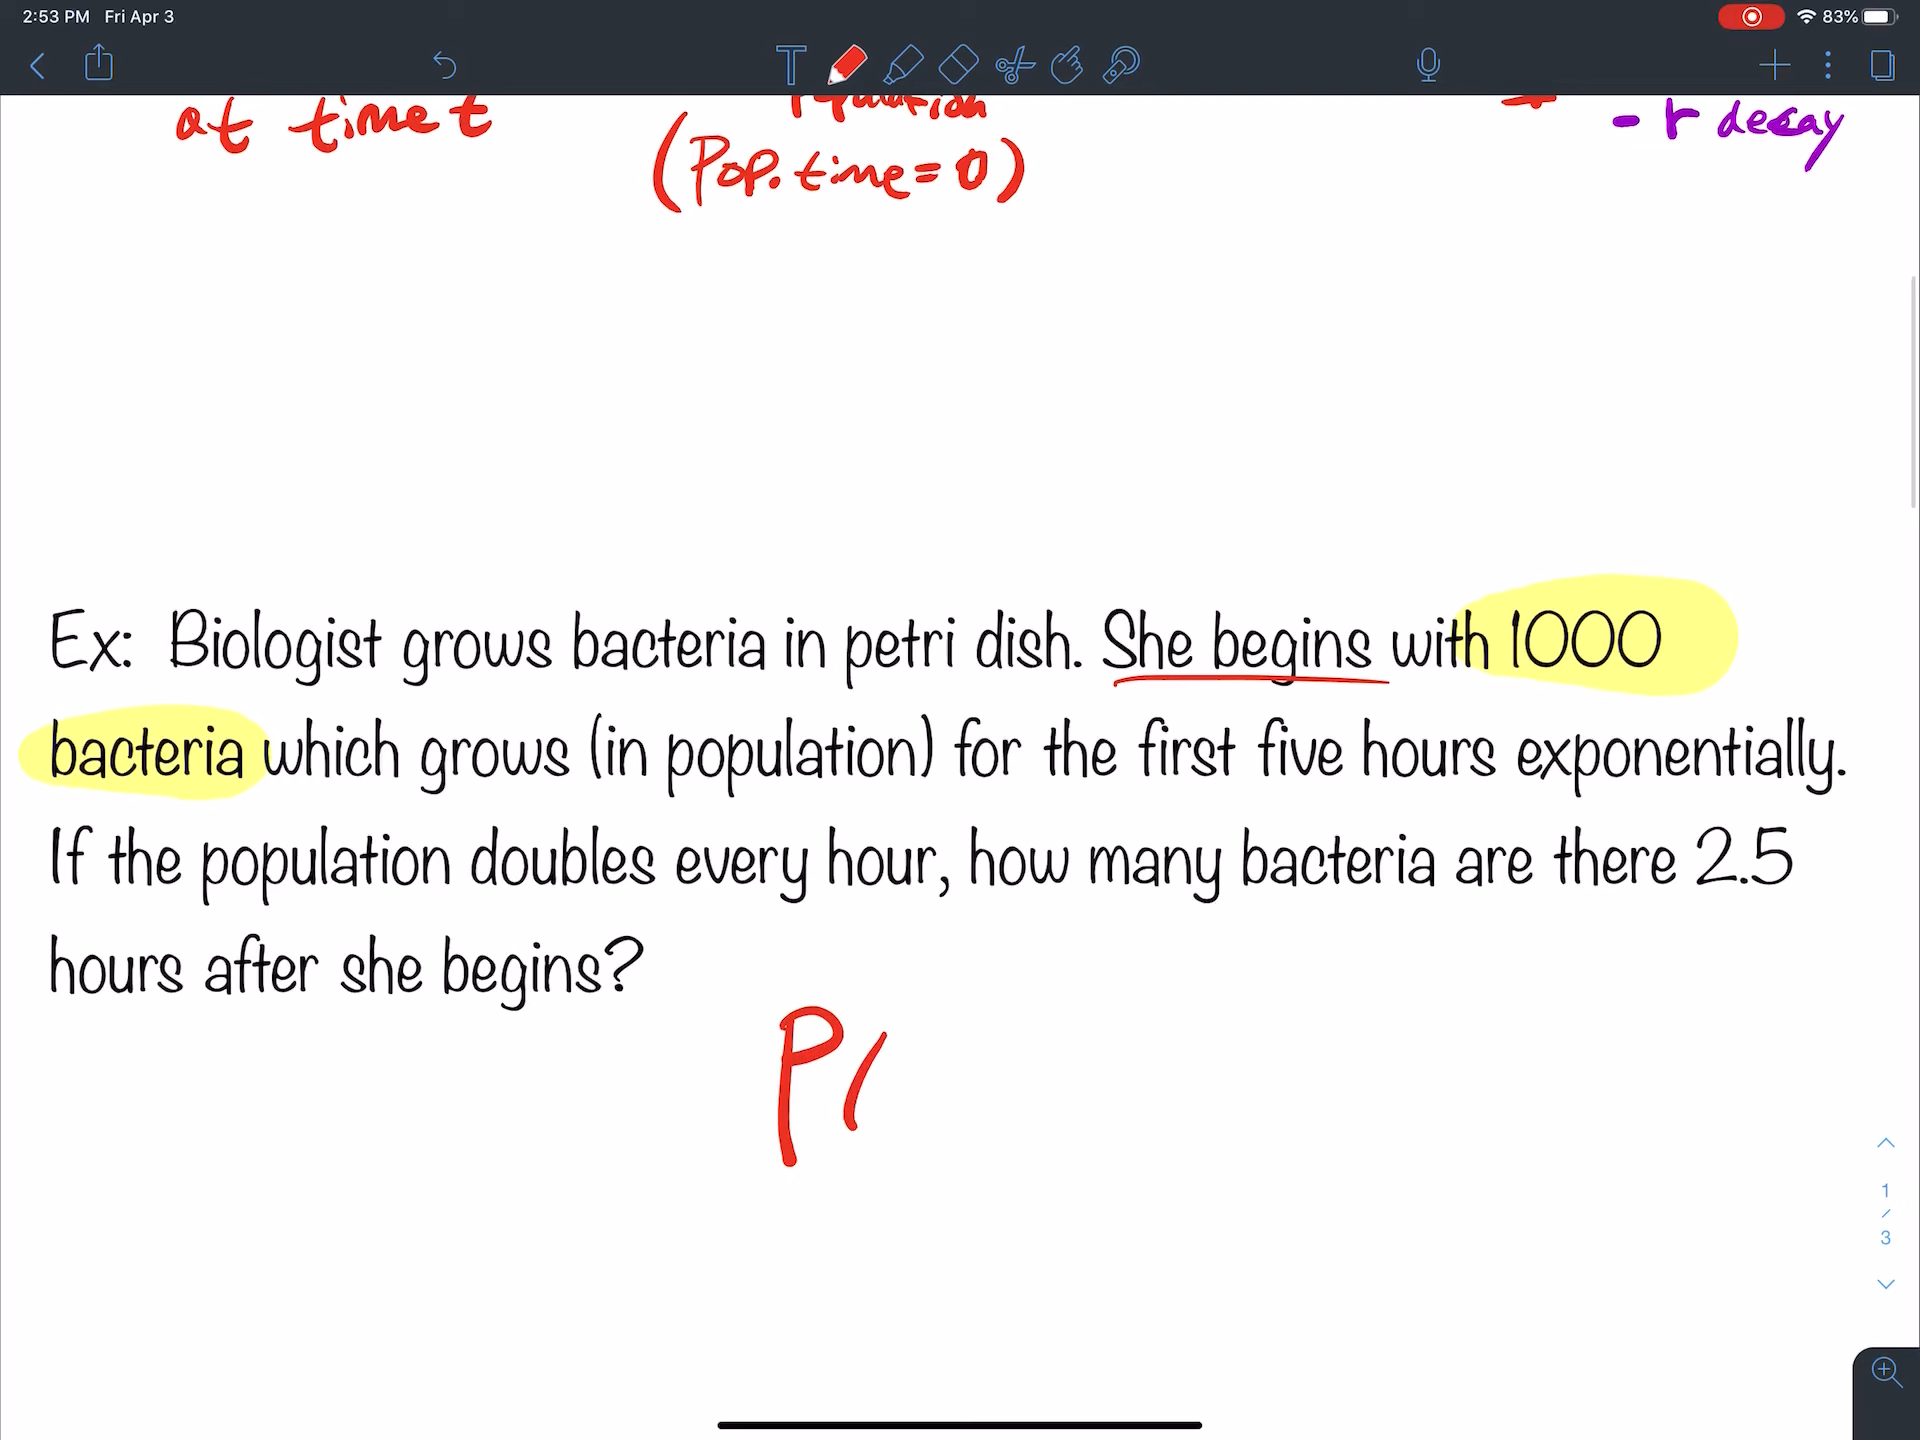 2:53 PM Fri Apr 3
83%
at time t
(Pop. time = 0)
- r decay
Ex: Biologist grows bacteria in petri dish. She begins with 1000
bacteria which grows (in population) for the first five hours exponentially.
If the population doubles every hour, how many bacteria are there 2.5
hours after she begins?
P(
1
/
3